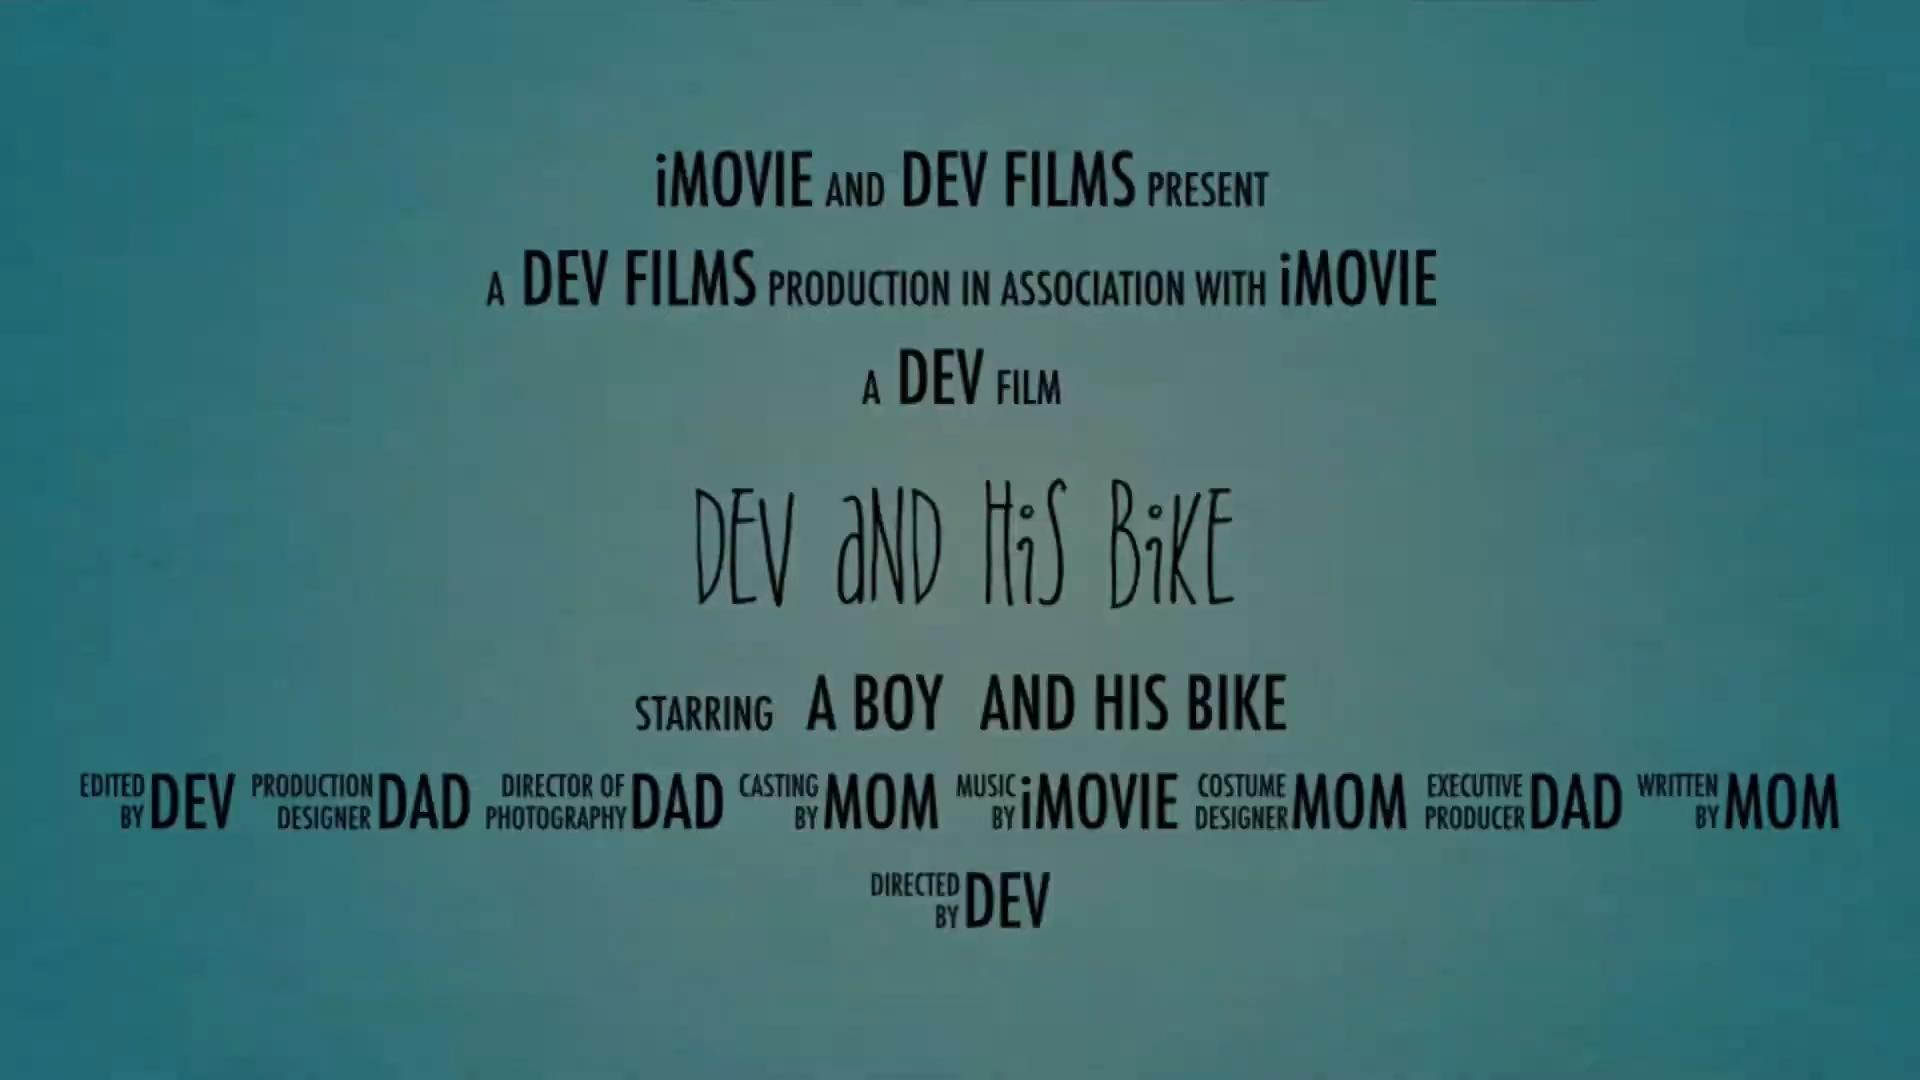 iMOVIE AND DEV FILMS PRESENT
A DEV FILMS PRODUCTION IN ASSOCIATION WITH iMOVIE
A DEV FILM
DEV aND HiS BiKE
STARRING A BOY AND HIS BIKE
EDITED BY DEV PRODUCTION DESIGNER DAD DIRECTOR OF PHOTOGRAPHY DAD CASTING BY MOM MUSIC BY iMOVIE COSTUME DESIGNER MOM EXECUTIVE PRODUCER DAD WRITTEN BY MOM
DIRECTED BY DEV